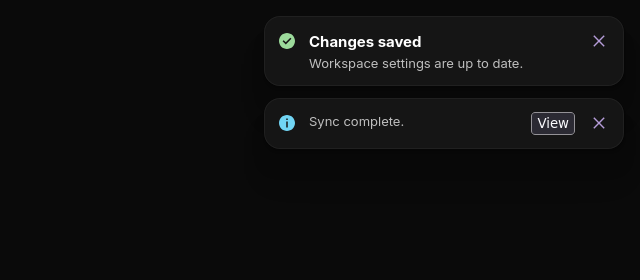 Changes saved
Workspace settings are up to date.
Sync complete.
View